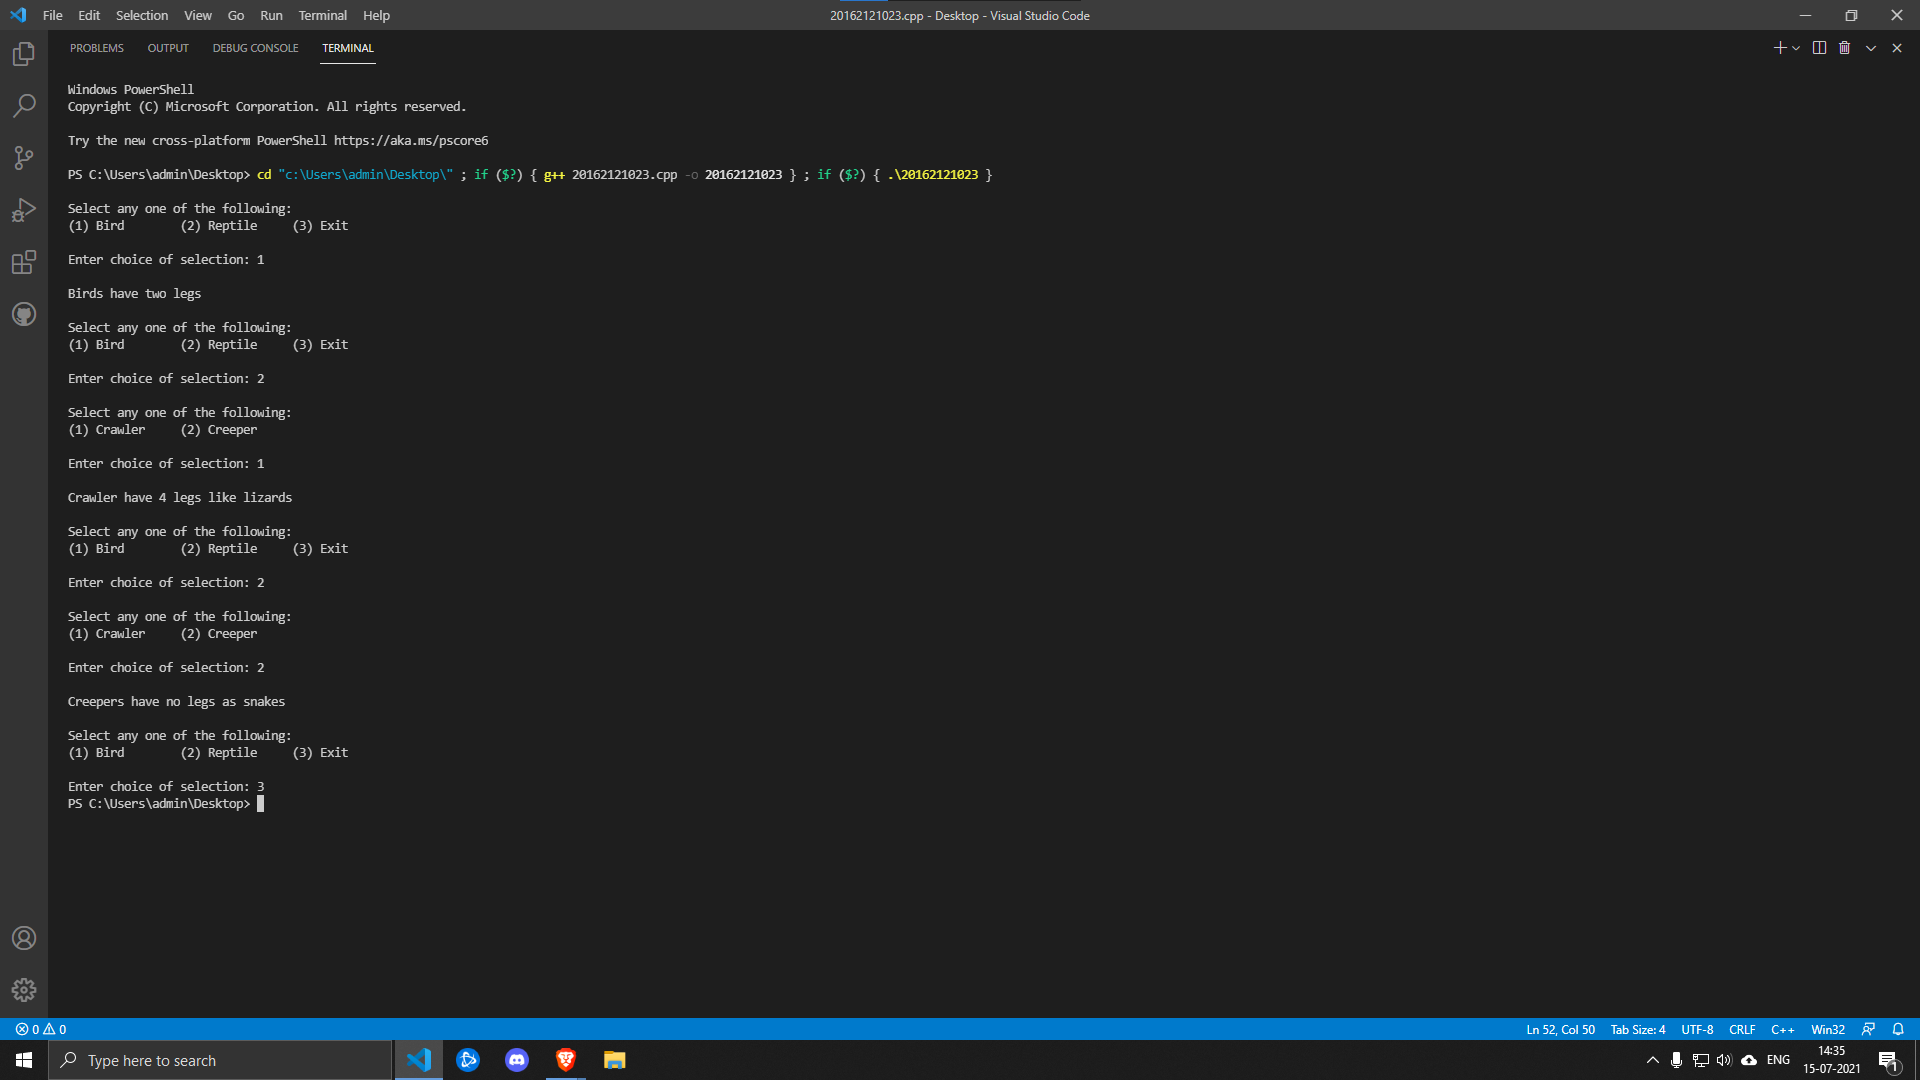 File Edit Selection View Go Run Terminal Help
20162121023.cpp - Desktop - Visual Studio Code
PROBLEMS OUTPUT DEBUG CONSOLE TERMINAL
Windows PowerShell
Copyright (C) Microsoft Corporation. All rights reserved.
Try the new cross-platform PowerShell https://aka.ms/pscore6
PS C:\Users\admin\Desktop> cd "c:\Users\admin\Desktop\" ; if ($?) { g++ 20162121023.cpp -o 20162121023 } ; if ($?) { .\20162121023 }
Select any one of the following:
(1) Bird (2) Reptile (3) Exit
Enter choice of selection: 1
Birds have two legs
Select any one of the following:
(1) Bird (2) Reptile (3) Exit
Enter choice of selection: 2
Select any one of the following:
(1) Crawler (2) Creeper
Enter choice of selection: 1
Crawler have 4 legs like lizards
Select any one of the following:
(1) Bird (2) Reptile (3) Exit
Enter choice of selection: 2
Select any one of the following:
(1) Crawler (2) Creeper
Enter choice of selection: 2
Creepers have no legs as snakes
Select any one of the following:
(1) Bird (2) Reptile (3) Exit
Enter choice of selection: 3
PS C:\Users\admin\Desktop>
0 0 Ln 52, Col 50 Tab Size: 4 UTF-8 CRLF C++ Win32
Type here to search
ENG
14:35
15-07-2021
1